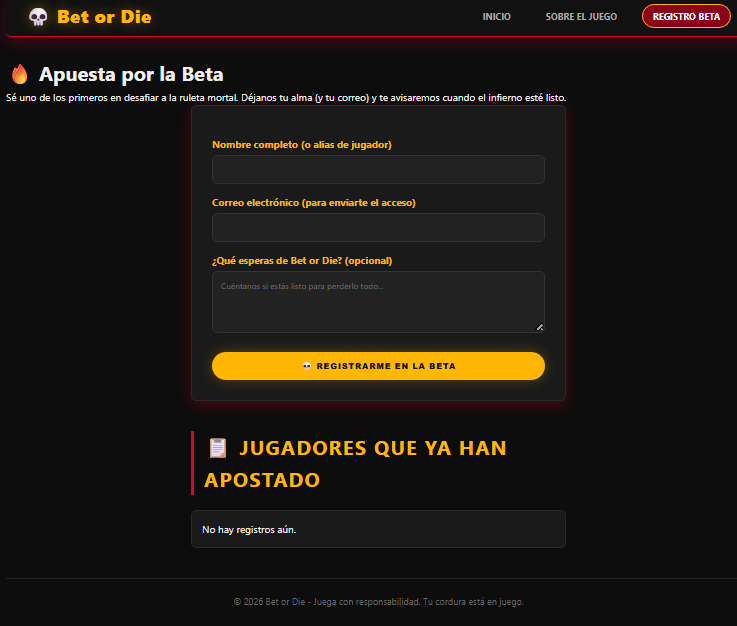 Bet or Die
INICIO
SOBRE EL JUEGO
REGISTRO BETA
Apuesta por la Beta
Sé uno de los primeros en desafiar a la ruleta mortal. Déjanos tu alma (y tu correo) y te avisaremos cuando el infierno esté listo.
Nombre completo (o alias de jugador)
Correo electrónico (para enviarte el acceso)
¿Qué esperas de Bet or Die? (opcional)
Cuéntanos si estás listo para perderlo todo...
REGISTRARME EN LA BETA
JUGADORES QUE YA HAN
APOSTADO
No hay registros aún.
© 2026 Bet or Die - Juega con responsabilidad. Tu cordura está en juego.